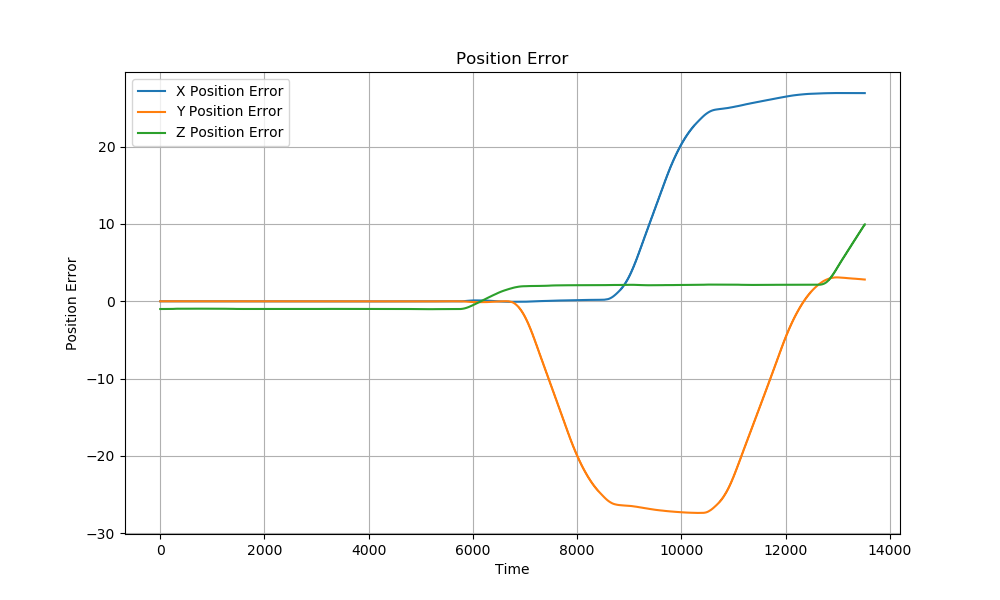 Position Error
X Position Error
Y Position Error
Z Position Error
Position Error
20
10
0
−10
−20
−30
0 2000 4000 6000 8000 10000 12000 14000
Time